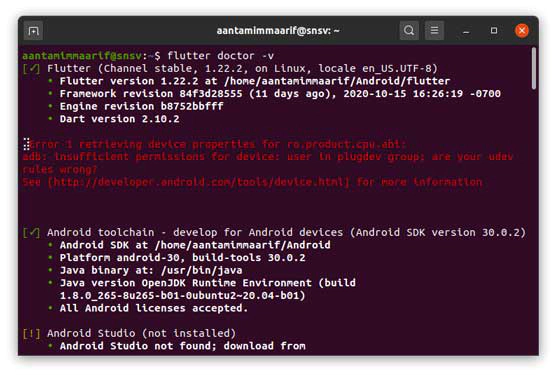 aantamimmaarif@snsv: ~
aantamimmaarif@snsv:~$ flutter doctor -v
[✓] Flutter (Channel stable, 1.22.2, on Linux, locale en_US.UTF-8)
• Flutter version 1.22.2 at /home/aantamimmaarif/Android/flutter
• Framework revision 84f3d28555 (11 days ago), 2020-10-15 16:26:19 -0700
• Engine revision b8752bbfff
• Dart version 2.10.2
Error 1 retrieving device properties for ro.product.cpu.abi:
adb: insufficient permissions for device: user in plugdev group; are your udev
rules wrong?
See [http://developer.android.com/tools/device.html] for more information
[✓] Android toolchain - develop for Android devices (Android SDK version 30.0.2)
• Android SDK at /home/aantamimmaarif/Android
• Platform android-30, build-tools 30.0.2
• Java binary at: /usr/bin/java
• Java version OpenJDK Runtime Environment (build
1.8.0_265-8u265-b01-0ubuntu2~20.04-b01)
• All Android licenses accepted.
[!] Android Studio (not installed)
• Android Studio not found; download from